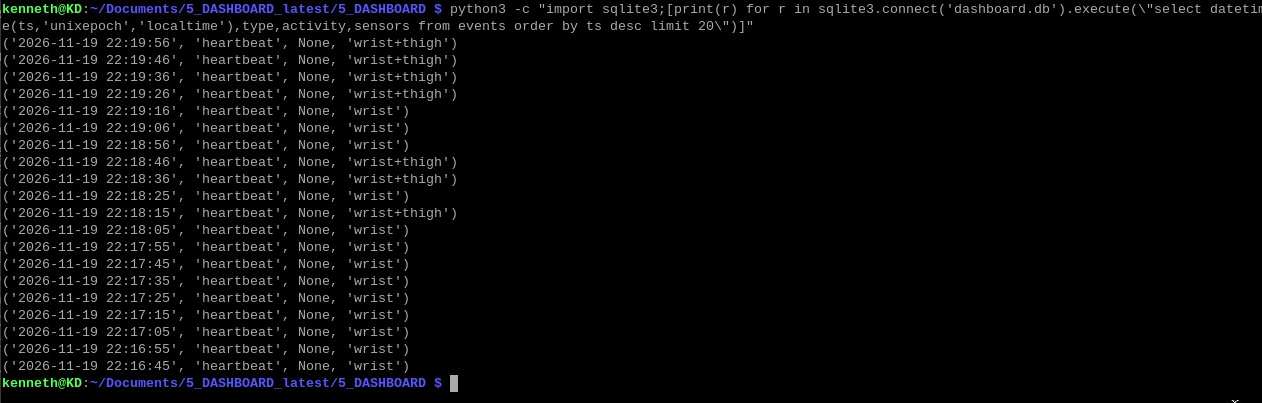 kenneth@KD:~/Documents/5_DASHBOARD_latest/5_DASHBOARD $ python3 -c "import sqlite3;[print(r) for r in sqlite3.connect('dashboard.db').execute(\"select datetim
e(ts,'unixepoch','localtime'),type,activity,sensors from events order by ts desc limit 20\")]"
('2026-11-19 22:19:56', 'heartbeat', None, 'wrist+thigh')
('2026-11-19 22:19:46', 'heartbeat', None, 'wrist+thigh')
('2026-11-19 22:19:36', 'heartbeat', None, 'wrist+thigh')
('2026-11-19 22:19:26', 'heartbeat', None, 'wrist+thigh')
('2026-11-19 22:19:16', 'heartbeat', None, 'wrist')
('2026-11-19 22:19:06', 'heartbeat', None, 'wrist')
('2026-11-19 22:18:56', 'heartbeat', None, 'wrist')
('2026-11-19 22:18:46', 'heartbeat', None, 'wrist+thigh')
('2026-11-19 22:18:36', 'heartbeat', None, 'wrist+thigh')
('2026-11-19 22:18:25', 'heartbeat', None, 'wrist')
('2026-11-19 22:18:15', 'heartbeat', None, 'wrist+thigh')
('2026-11-19 22:18:05', 'heartbeat', None, 'wrist')
('2026-11-19 22:17:55', 'heartbeat', None, 'wrist')
('2026-11-19 22:17:45', 'heartbeat', None, 'wrist')
('2026-11-19 22:17:35', 'heartbeat', None, 'wrist')
('2026-11-19 22:17:25', 'heartbeat', None, 'wrist')
('2026-11-19 22:17:15', 'heartbeat', None, 'wrist')
('2026-11-19 22:17:05', 'heartbeat', None, 'wrist')
('2026-11-19 22:16:55', 'heartbeat', None, 'wrist')
('2026-11-19 22:16:45', 'heartbeat', None, 'wrist')
kenneth@KD:~/Documents/5_DASHBOARD_latest/5_DASHBOARD $